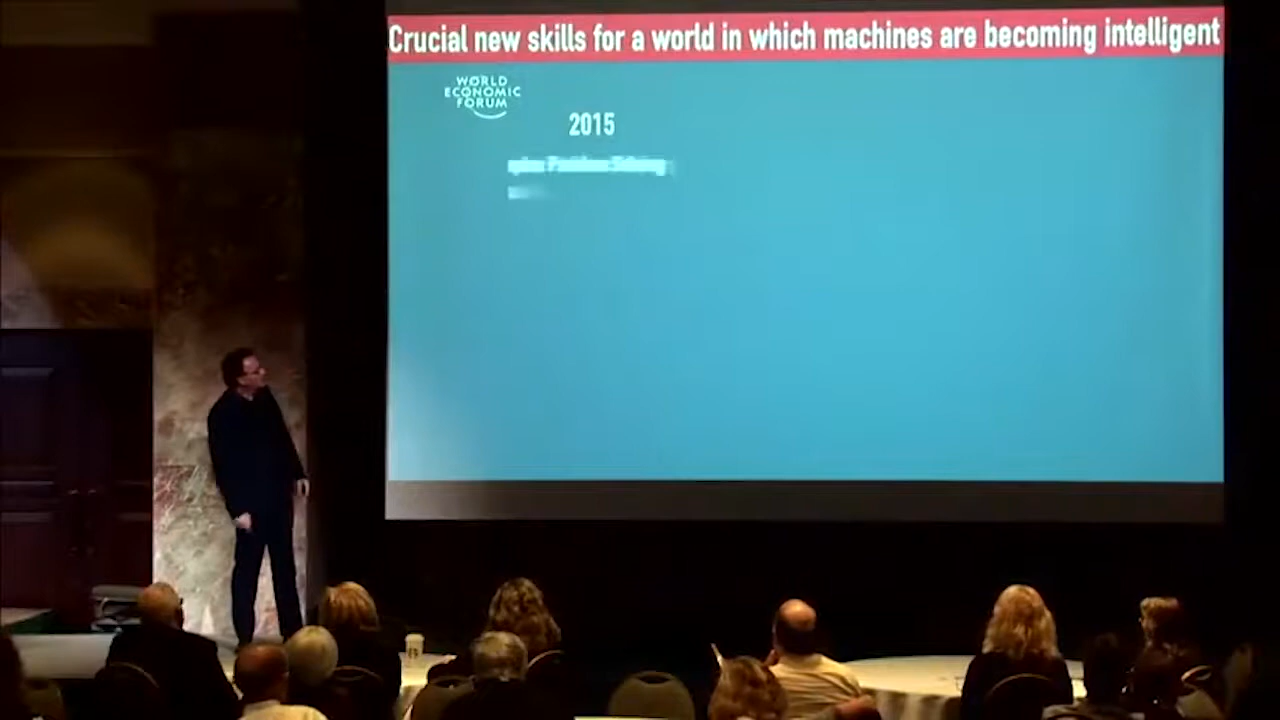 Crucial new skills for a world in which machines are becoming intelligent
WORLD
ECONOMIC
FORUM
2015